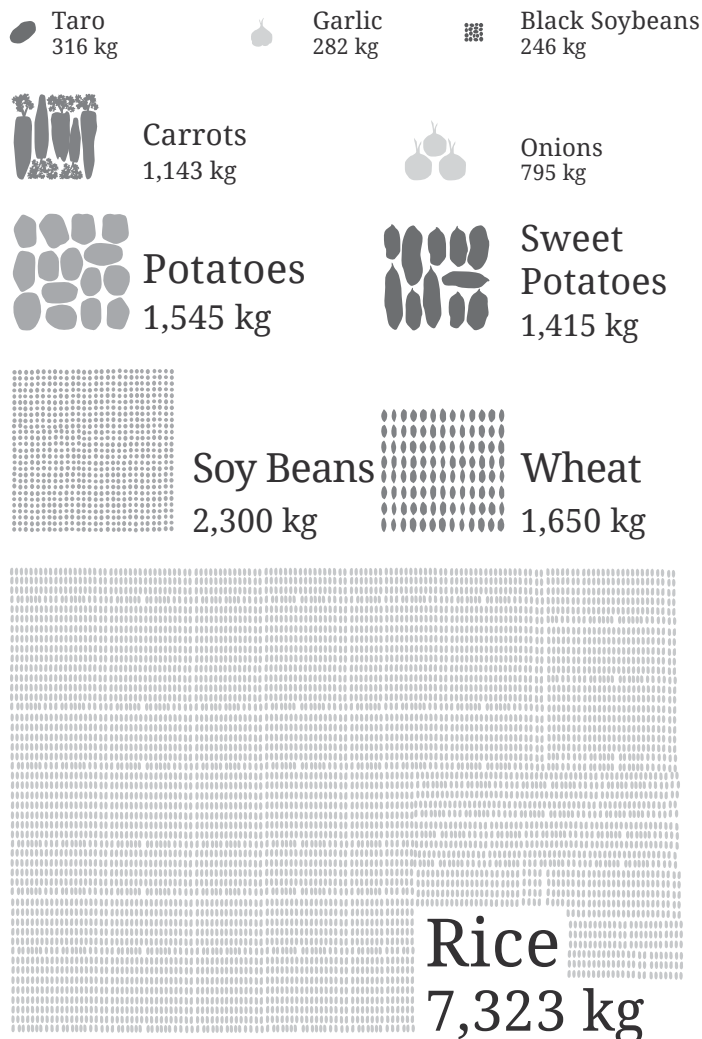 Taro
316 kg
Garlic
282 kg
Black Soybeans
246 kg
Carrots
1,143 kg
Onions
795 kg
Potatoes
1,545 kg
Sweet
Potatoes
1,415 kg
Soy Beans
2,300 kg
Wheat
1,650 kg
Rice
7,323 kg